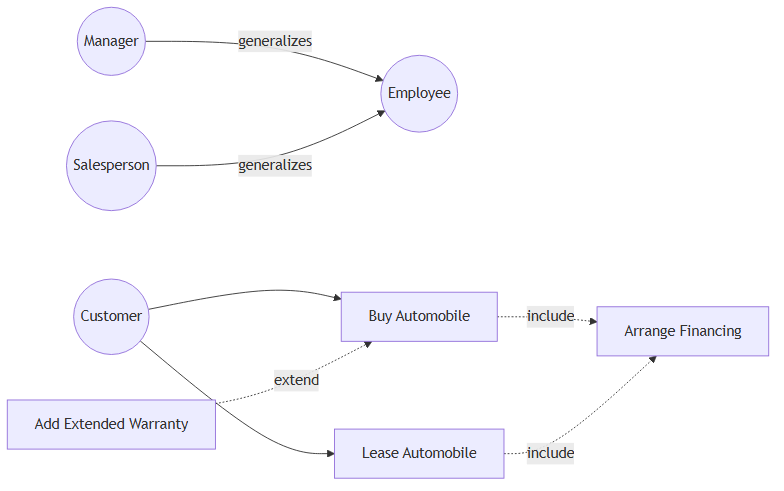 Manager
generalizes
Employee
Salesperson
generalizes
Customer
Buy Automobile
include
Arrange Financing
extend
Add Extended Warranty
Lease Automobile
include